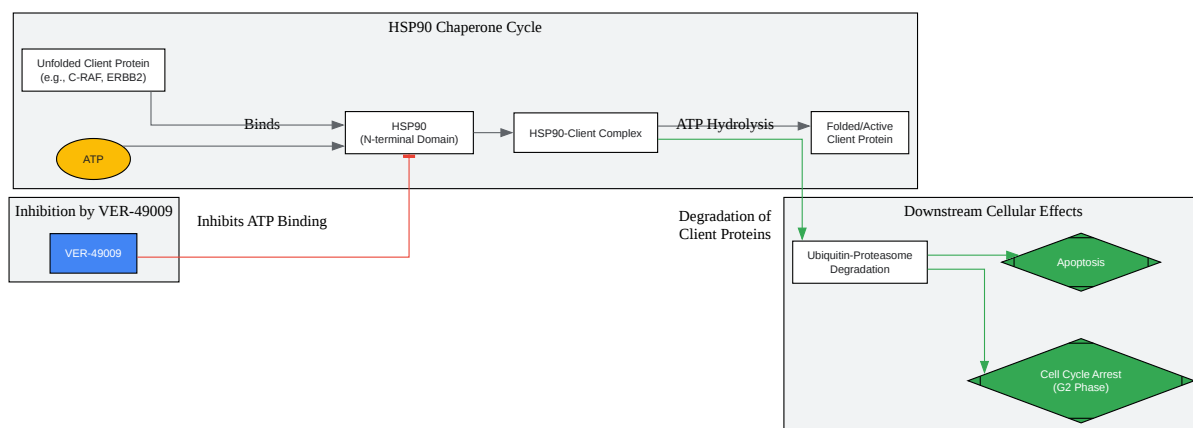 HSP90 Chaperone Cycle
Unfolded Client Protein
(e.g., C-RAF, ERBB2)
Binds
ATP
HSP90
(N-terminal Domain)
HSP90-Client Complex
ATP Hydrolysis
Folded/Active
Client Protein
Inhibition by VER-49009
VER-49009
Inhibits ATP Binding
Degradation of
Client Proteins
Downstream Cellular Effects
Ubiquitin-Proteasome
Degradation
Apoptosis
Cell Cycle Arrest
(G2 Phase)